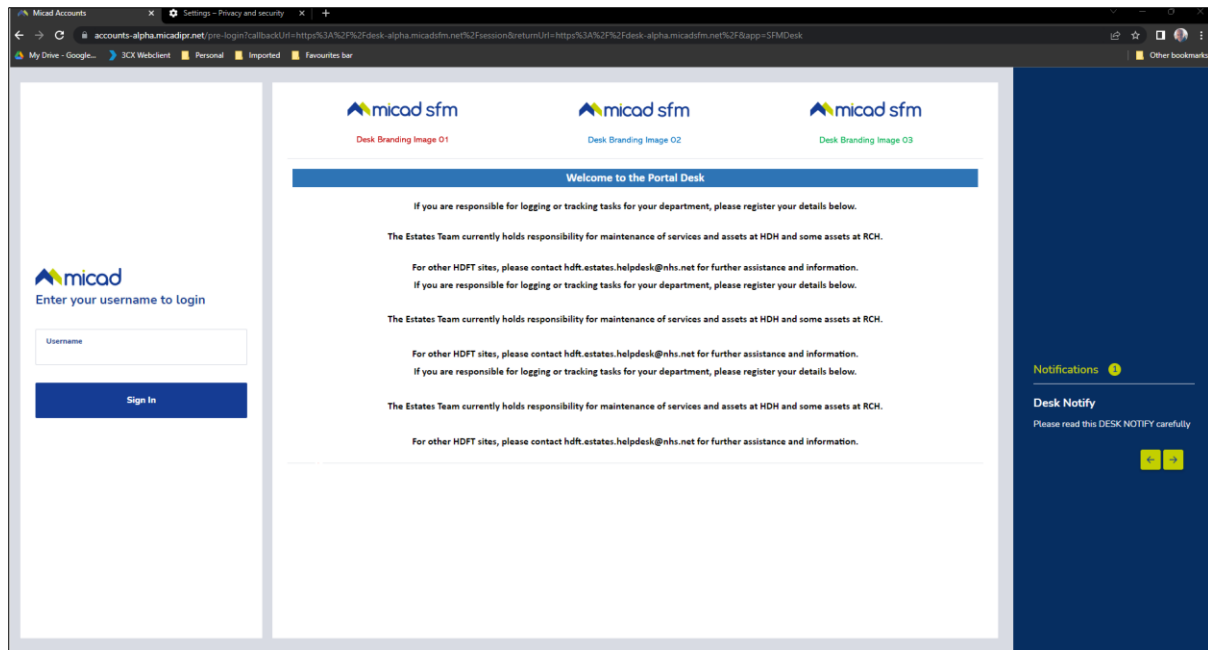 Micad Accounts
Settings – Privacy and security
accounts-alpha.micadipr.net/pre-login?callbackUrl=https%3A%2F%2Fdesk-alpha.micadsfm.net%2Fsession&returnUrl=https%3A%2F%2Fdesk-alpha.micadsfm.net%2F&app=SFMDesk
My Drive - Google...
3CX Webclient
Personal
Imported
Favourites bar
Other bookmarks
micad
Enter your username to login
Username
Sign In
micad sfm
micad sfm
micad sfm
Desk Branding Image 01
Desk Branding Image 02
Desk Branding Image 03
Welcome to the Portal Desk
If you are responsible for logging or tracking tasks for your department, please register your details below.
The Estates Team currently holds responsibility for maintenance of services and assets at HDH and some assets at RCH.
For other HDFT sites, please contact hdft.estates.helpdesk@nhs.net for further assistance and information.
If you are responsible for logging or tracking tasks for your department, please register your details below.
The Estates Team currently holds responsibility for maintenance of services and assets at HDH and some assets at RCH.
For other HDFT sites, please contact hdft.estates.helpdesk@nhs.net for further assistance and information.
If you are responsible for logging or tracking tasks for your department, please register your details below.
The Estates Team currently holds responsibility for maintenance of services and assets at HDH and some assets at RCH.
For other HDFT sites, please contact hdft.estates.helpdesk@nhs.net for further assistance and information.
Notifications 1
Desk Notify
Please read this DESK NOTIFY carefully